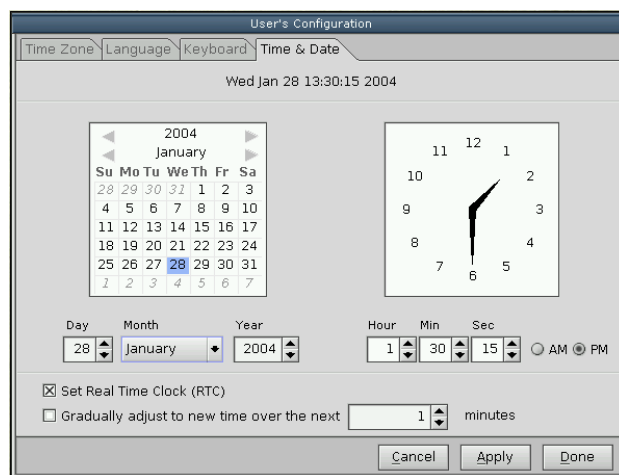 User's Configuration
Time Zone Language Keyboard Time & Date
Wed Jan 28 13:30:15 2004
2004
January
Su Mo Tu We Th Fr Sa
28 29 30 31 1 2 3
4 5 6 7 8 9 10
11 12 13 14 15 16 17
18 19 20 21 22 23 24
25 26 27 28 29 30 31
1 2 3 4 5 6 7
12
11 1
10 2
9 3
8 4
7 5
6
Day Month Year Hour Min Sec
28 January 2004 1 30 15 AM PM
Set Real Time Clock (RTC)
Gradually adjust to new time over the next 1 minutes
Cancel Apply Done